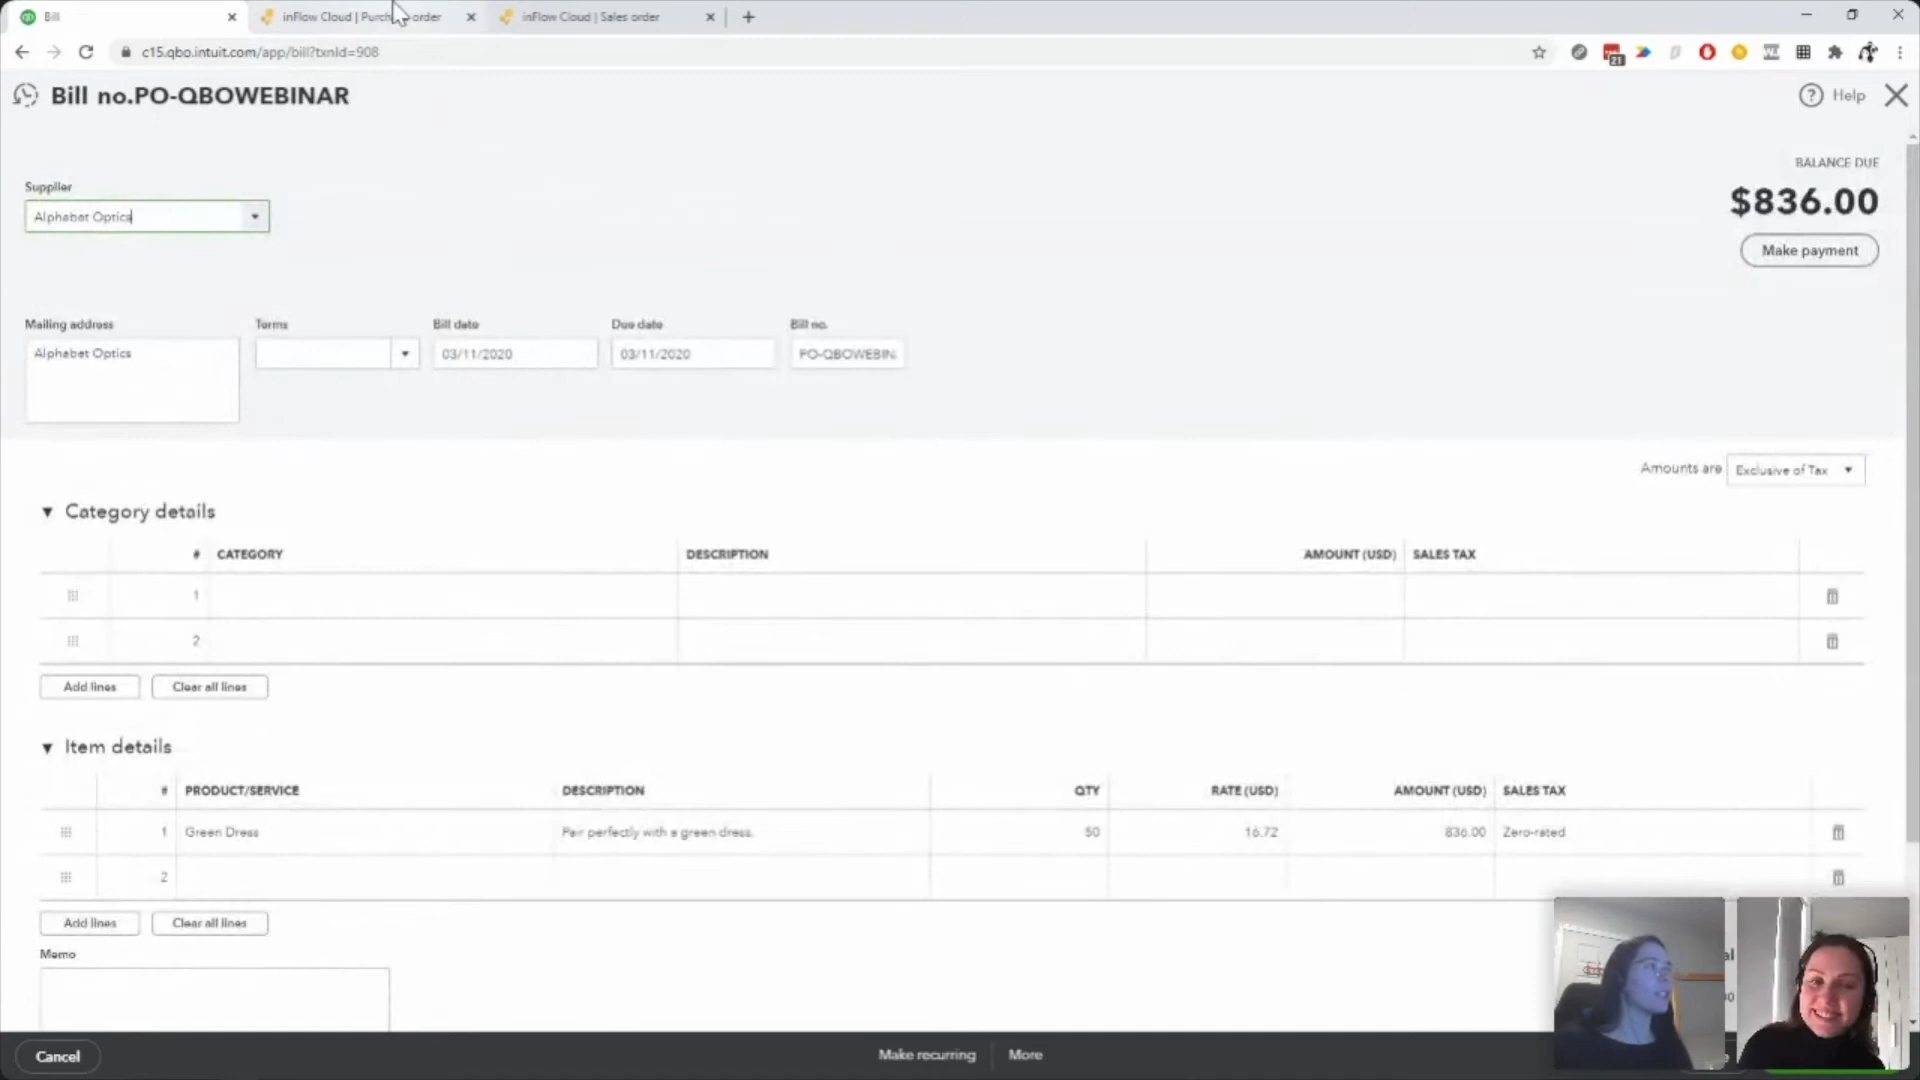 Bill
inFlow Cloud | Purch order
inFlow Cloud | Sales order
c15.qbo.intuit.com/app/bill?txnId=908
21
Bill no.PO-QBOWEBINAR
Help
BALANCE DUE
$836.00
Make payment
Supplier
Alphabet Optics
Mailing address
Terms
Bill date
Due date
Bill no.
Alphabet Optics
03/11/2020
03/11/2020
PO-QBOWEBIN
Amounts are
Exclusive of Tax
Category details
# CATEGORY DESCRIPTION AMOUNT (USD) SALES TAX
1
2
Add lines
Clear all lines
Item details
# PRODUCT/SERVICE DESCRIPTION QTY RATE (USD) AMOUNT (USD) SALES TAX
1 Green Dress Pair perfectly with a green dress. 50 16.72 836.00 Zero-rated
2
Add lines
Clear all lines
Memo
Cancel
Make recurring
More